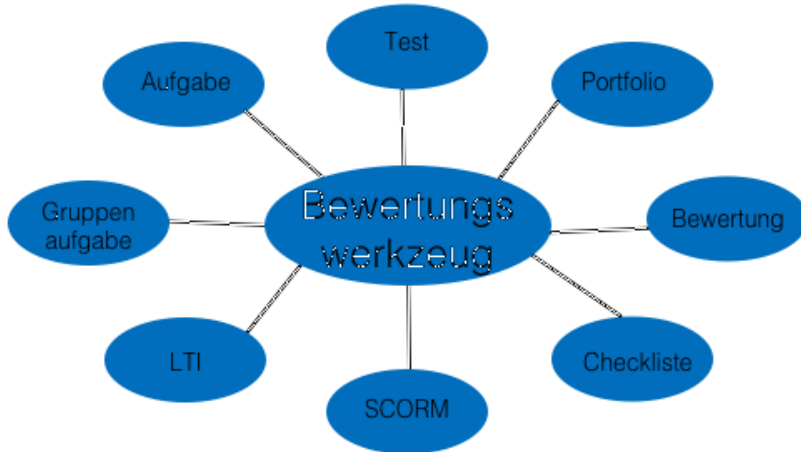 Test
Aufgabe
Portfolio
Bewertungs
werkzeug
Gruppen
aufgabe
Bewertung
LTI
Checkliste
SCORM